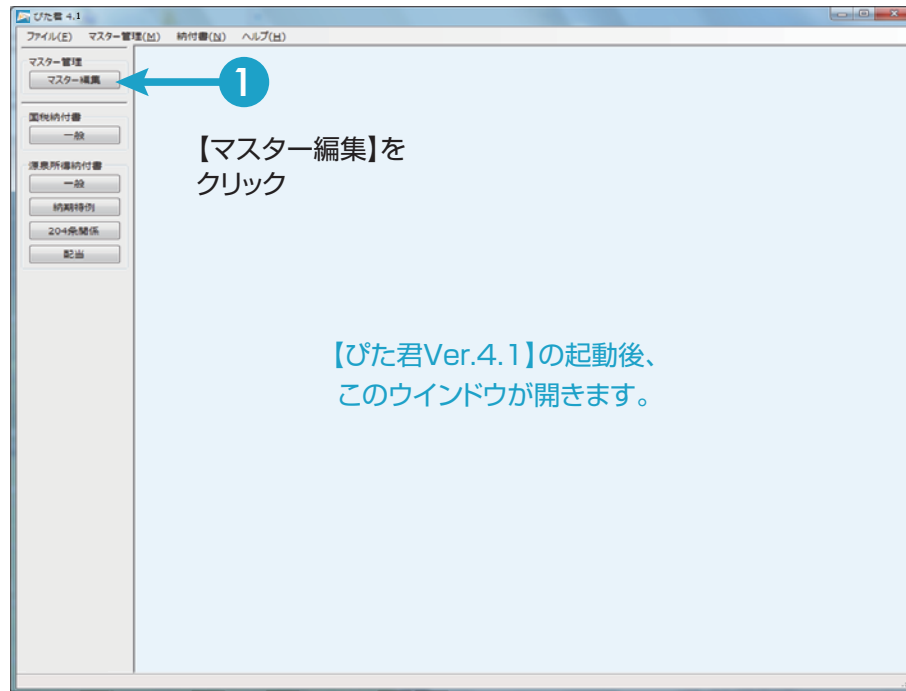 ぴた君 4.1
ファイル(E) マスター管理(M) 納付書(N) ヘルプ(H)
マスター管理
マスター編集
1
【マスター編集】を
クリック
国税納付書
一般
源泉所得納付書
一般
納期特例
204条関係
配当
【ぴた君Ver.4.1】の起動後、
このウインドウが開きます。